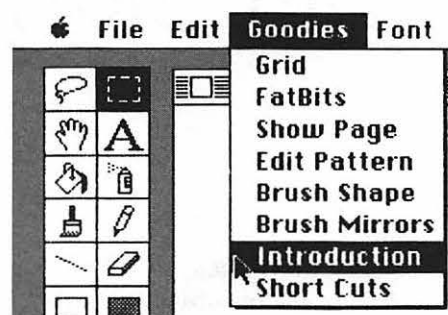 File Edit Goodies Font
Grid
FatBits
Show Page
Edit Pattern
Brush Shape
Brush Mirrors
Introduction
Short Cuts
A